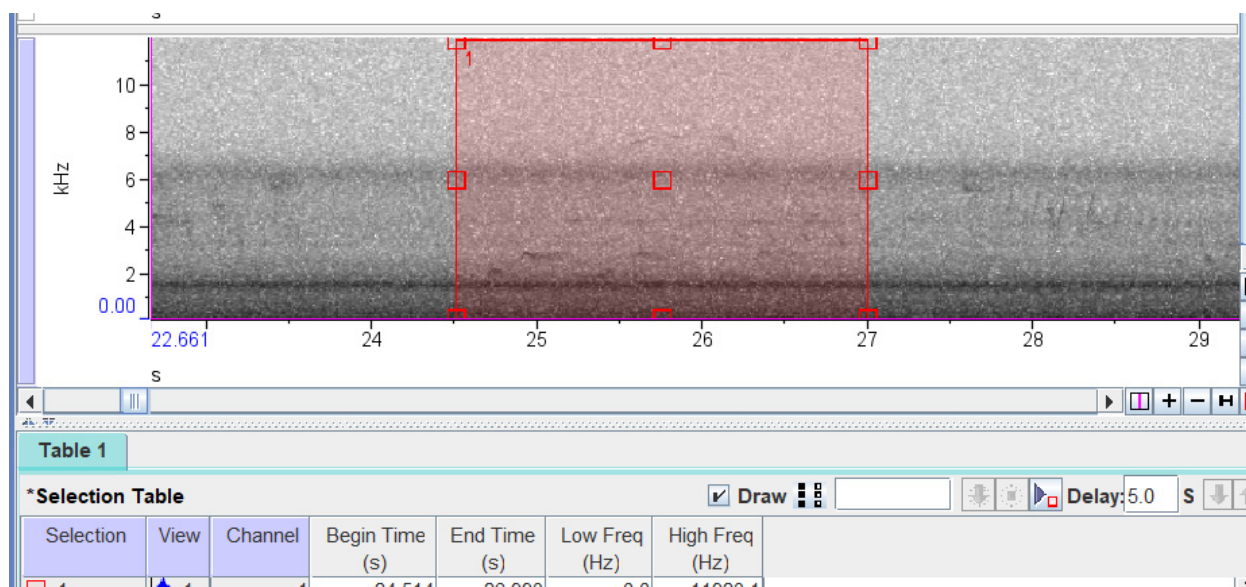 s
1
10
8
6
kHz
4
2
0.00
22.661 24 25 26 27 28 29
s
Table 1
*Selection Table Draw Delay: 5.0 S
Selection View Channel Begin Time End Time Low Freq High Freq
(s) (s) (Hz) (Hz)